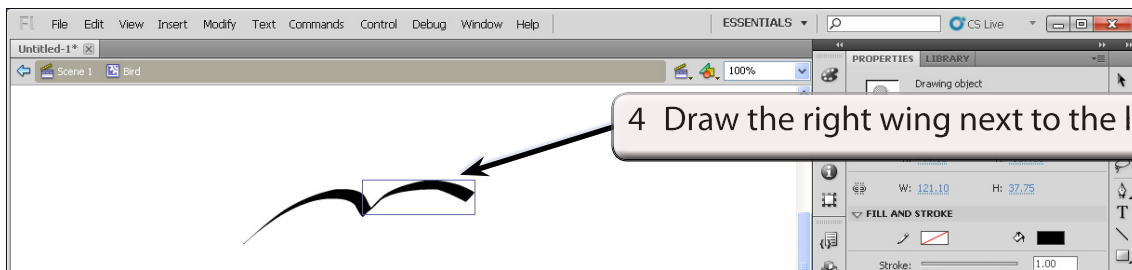 Fl File Edit View Insert Modify Text Commands Control Debug Window Help ESSENTIALS CS Live
Untitled-1*
Scene 1 Bird 100%
PROPERTIES LIBRARY
Drawing object
4 Draw the right wing next to the
W: 121.10 H: 37.75
FILL AND STROKE
Stroke: 1.00